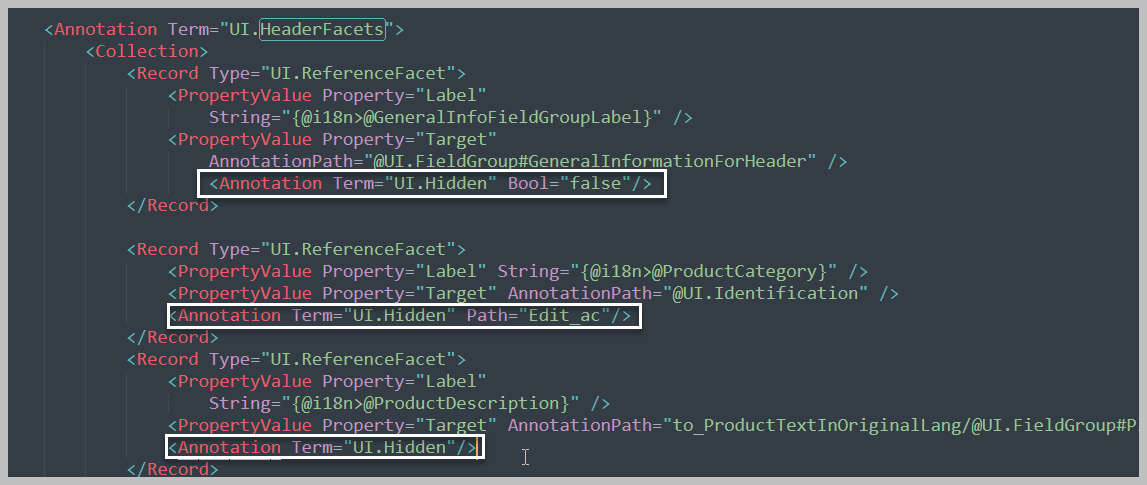 <Annotation Term="UI.HeaderFacets">
<Collection>
<Record Type="UI.ReferenceFacet">
<PropertyValue Property="Label"
String="{@i18n>@GeneralInfoFieldGroupLabel}" />
<PropertyValue Property="Target"
AnnotationPath="@UI.FieldGroup#GeneralInformationForHeader" />
<Annotation Term="UI.Hidden" Bool="false"/>
</Record>
<Record Type="UI.ReferenceFacet">
<PropertyValue Property="Label" String="{@i18n>@ProductCategory}" />
<PropertyValue Property="Target" AnnotationPath="@UI.Identification" />
<Annotation Term="UI.Hidden" Path="Edit_ac"/>
</Record>
<Record Type="UI.ReferenceFacet">
<PropertyValue Property="Label"
String="{@i18n>@ProductDescription}" />
<PropertyValue Property="Target" AnnotationPath="to_ProductTextInOriginalLang/@UI.FieldGroup#P
<Annotation Term="UI.Hidden"/>
</Record>